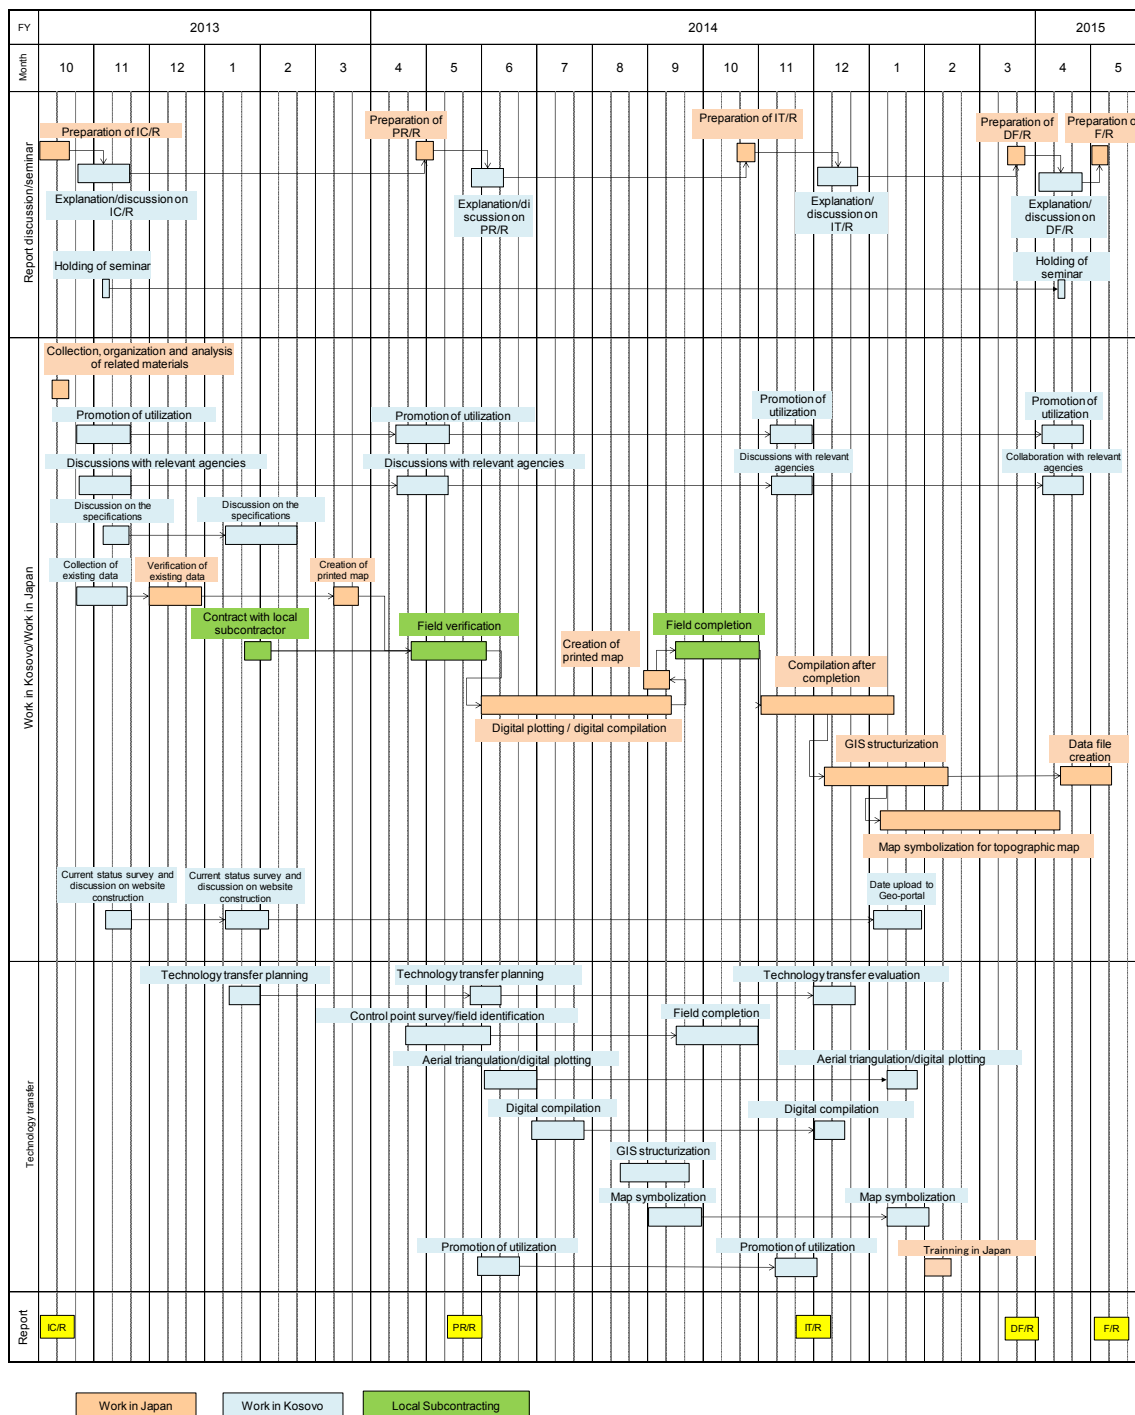 FY
2013
2014
2015
Month
10
11
12
1
2
3
4
5
6
7
8
9
10
11
12
1
2
3
4
5
Report discussion/seminar
Preparation of IC/R
Preparation of
PR/R
Preparation of IT/R
Preparation of
DF/R
Preparation o
F/R
Explanation/discussion on
IC/R
Explanation/di
scussion on
PR/R
Explanation/
discussion on
IT/R
Explanation/
discussion on
DF/R
Holding of seminar
Holding of
seminar
Work in Kosovo/Work in Japan
Collection, organization and analysis
of related materials
Promotion of utilization
Promotion of utilization
Promotion of
utilization
Promotion of
utilization
Discussions with relevant agencies
Discussions with relevant agencies
Discussions with relevant
agencies
Collaboration with relevant
agencies
Discussion on the
specifications
Discussion on the
specifications
Collection of
existing data
Verification of
existing data
Creation of
printed map
Contract with local
subcontractor
Field verification
Field completion
Creation of
printed map
Compilation after
completion
Digital plotting / digital compilation
GIS structurization
Data file
creation
Map symbolization for topographic map
Current status survey and
discussion on website
construction
Current status survey
and discussion on website
construction
Date upload to
Geo-portal
Technology transfer
Technology transfer planning
Technology transfer planning
Technology transfer evaluation
Control point survey/field identification
Field completion
Aerial triangulation/digital plotting
Aerial triangulation/digital plotting
Digital compilation
Digital compilation
GIS structurization
Map symbolization
Map symbolization
Promotion of utilization
Promotion of utilization
Trainning in Japan
Report
IC/R
PR/R
IT/R
DF/R
F/R
Work in Japan
Work in Kosovo
Local Subcontracting